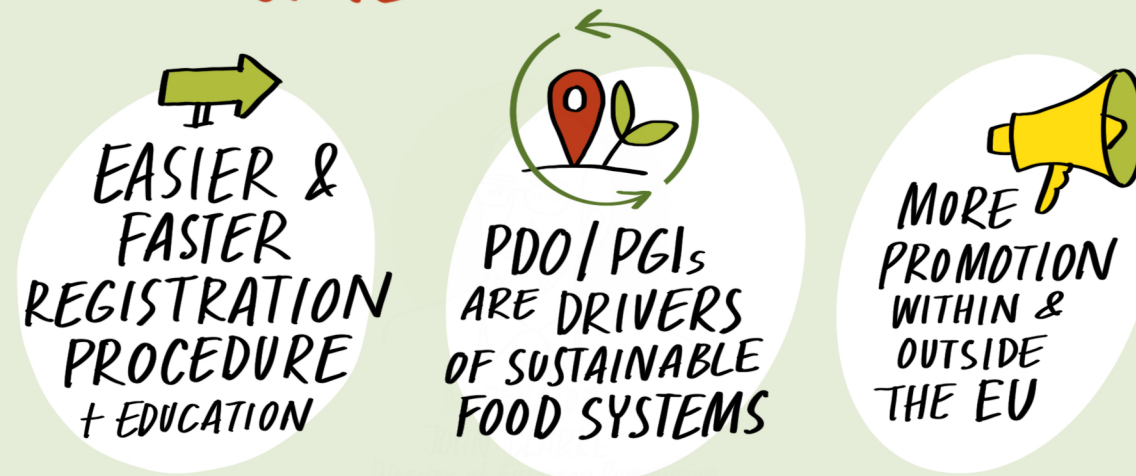 EASIER &
FASTER
REGISTRATION
PROCEDURE
+ EDUCATION
PDO/PGIs
ARE DRIVERS
OF SUSTAINABLE
FOOD SYSTEMS
MORE
PROMOTION
WITHIN &
OUTSIDE
THE EU